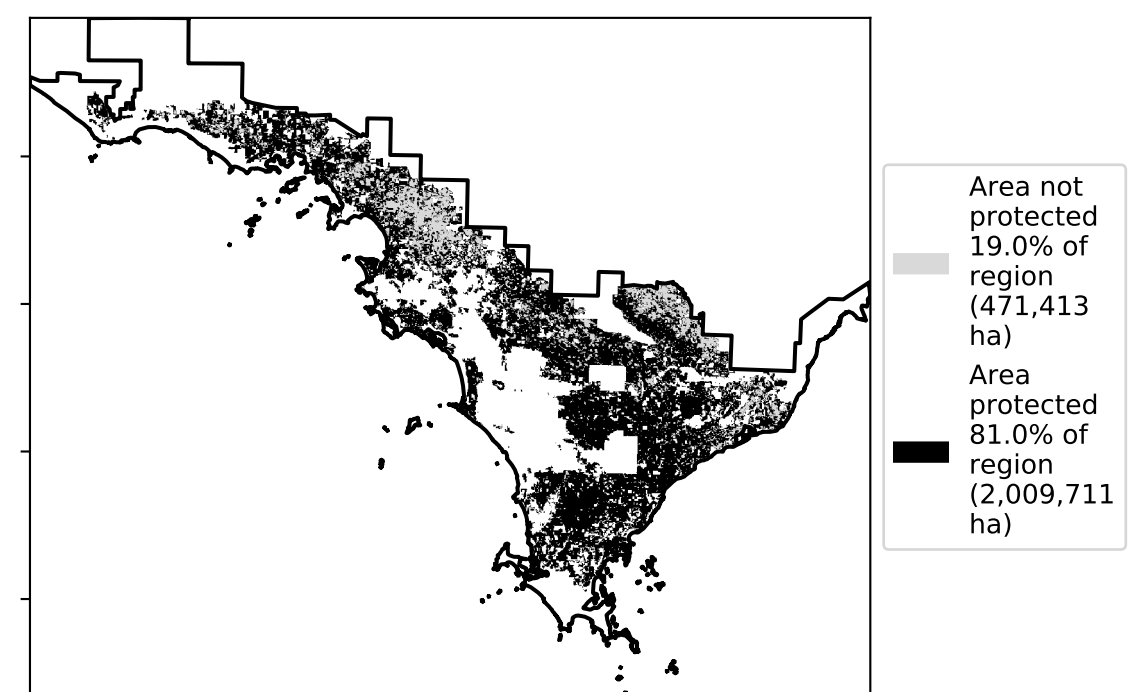 Area not
protected
19.0% of
region
(471,413
ha)
Area
protected
81.0% of
region
(2,009,711
ha)